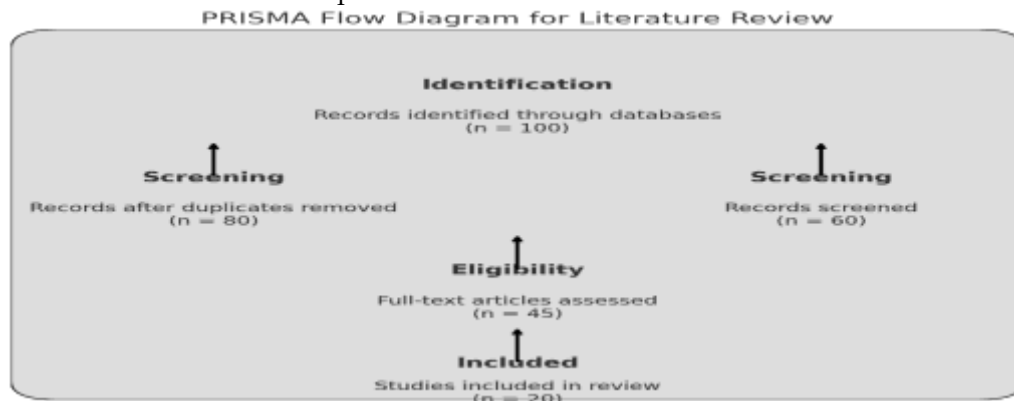 PRISMA Flow Diagram for Literature Review
Identification
Records identified through databases
(n = 100)
Screening
Records after duplicates removed
(n = 80)
Screening
Records screened
(n = 60)
Eligibility
Full-text articles assessed
(n = 45)
Included
Studies included in review
(n = 20)